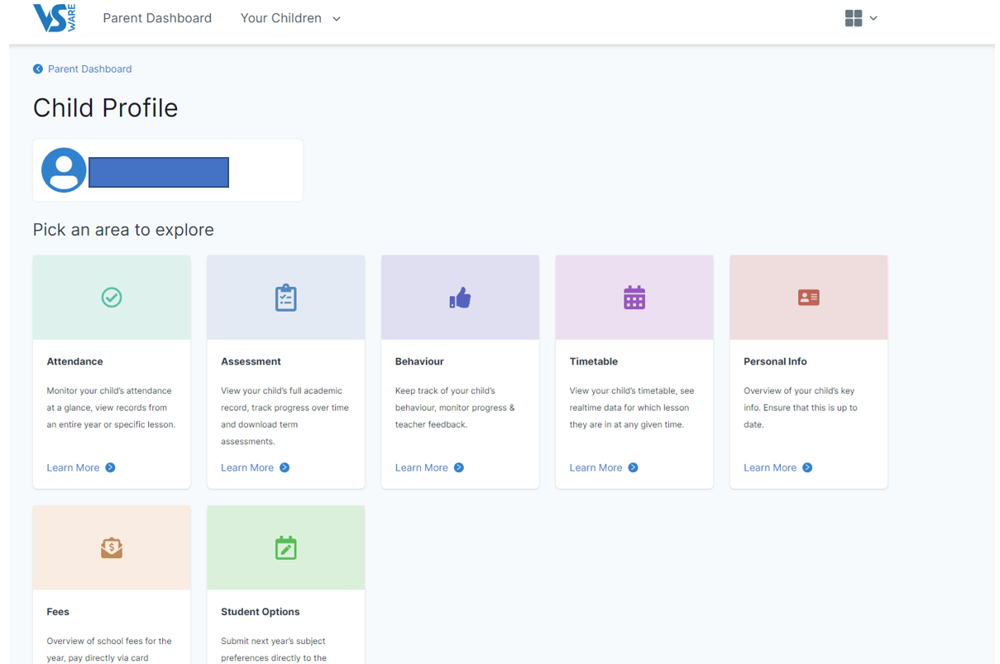 VS WARE
Parent Dashboard
Your Children
Parent Dashboard
Child Profile
Pick an area to explore
Attendance
Monitor your child's attendance
at a glance, view records from
an entire year or specific lesson.
Learn More
Assessment
View your child's full academic
record, track progress over time
and download term
assessments.
Learn More
Behaviour
Keep track of your child's
behaviour, monitor progress &
teacher feedback.
Learn More
Timetable
View your child's timetable, see
realtime data for which lesson
they are in at any given time.
Learn More
Personal Info
Overview of your child's key
info. Ensure that this is up to
date.
Learn More
Fees
Overview of school fees for the
year, pay directly via card
Student Options
Submit next year's subject
preferences directly to the